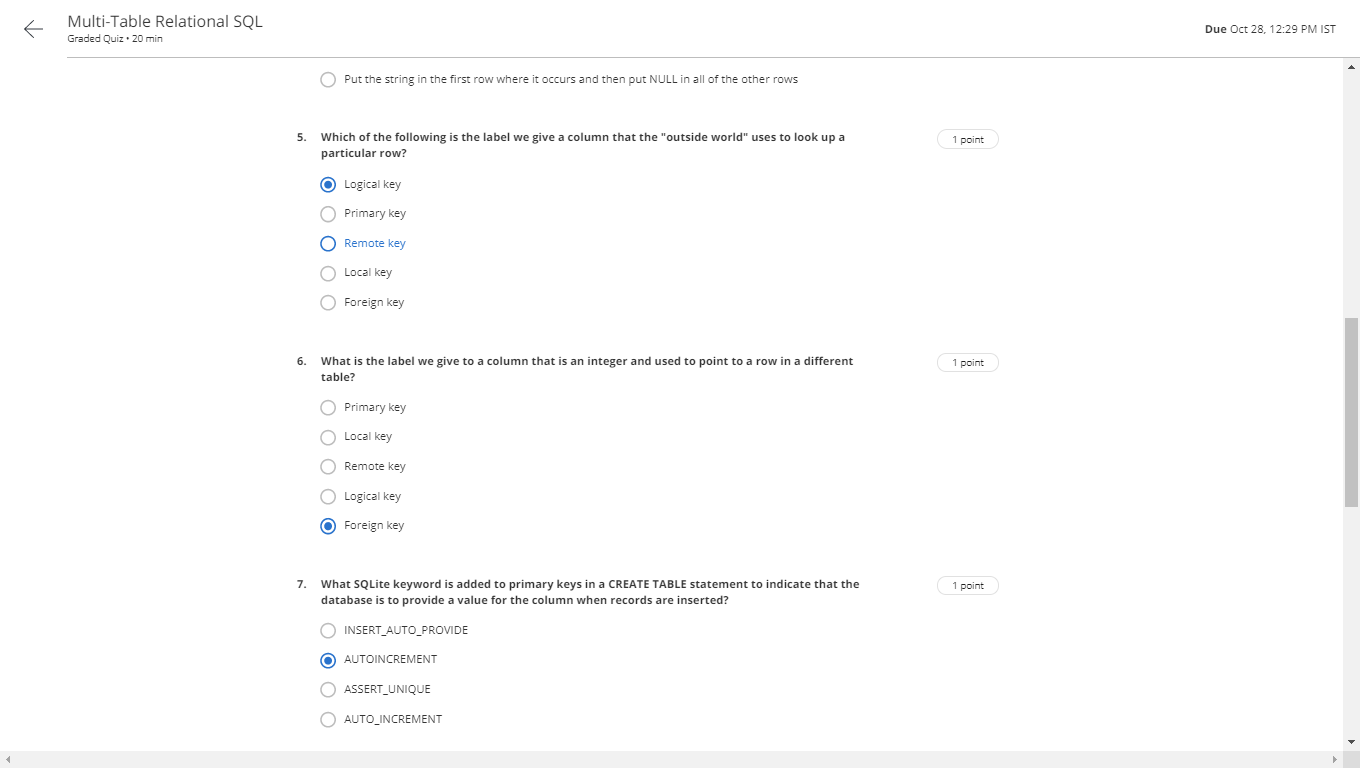 Multi-Table Relational SQL
Graded Quiz • 20 min
Due Oct 28, 12:29 PM IST
Put the string in the first row where it occurs and then put NULL in all of the other rows
5. Which of the following is the label we give a column that the "outside world" uses to look up a
particular row?
1 point
Logical key
Primary key
Remote key
Local key
Foreign key
6. What is the label we give to a column that is an integer and used to point to a row in a different
table?
1 point
Primary key
Local key
Remote key
Logical key
Foreign key
7. What SQLite keyword is added to primary keys in a CREATE TABLE statement to indicate that the
database is to provide a value for the column when records are inserted?
1 point
INSERT_AUTO_PROVIDE
AUTOINCREMENT
ASSERT_UNIQUE
AUTO_INCREMENT